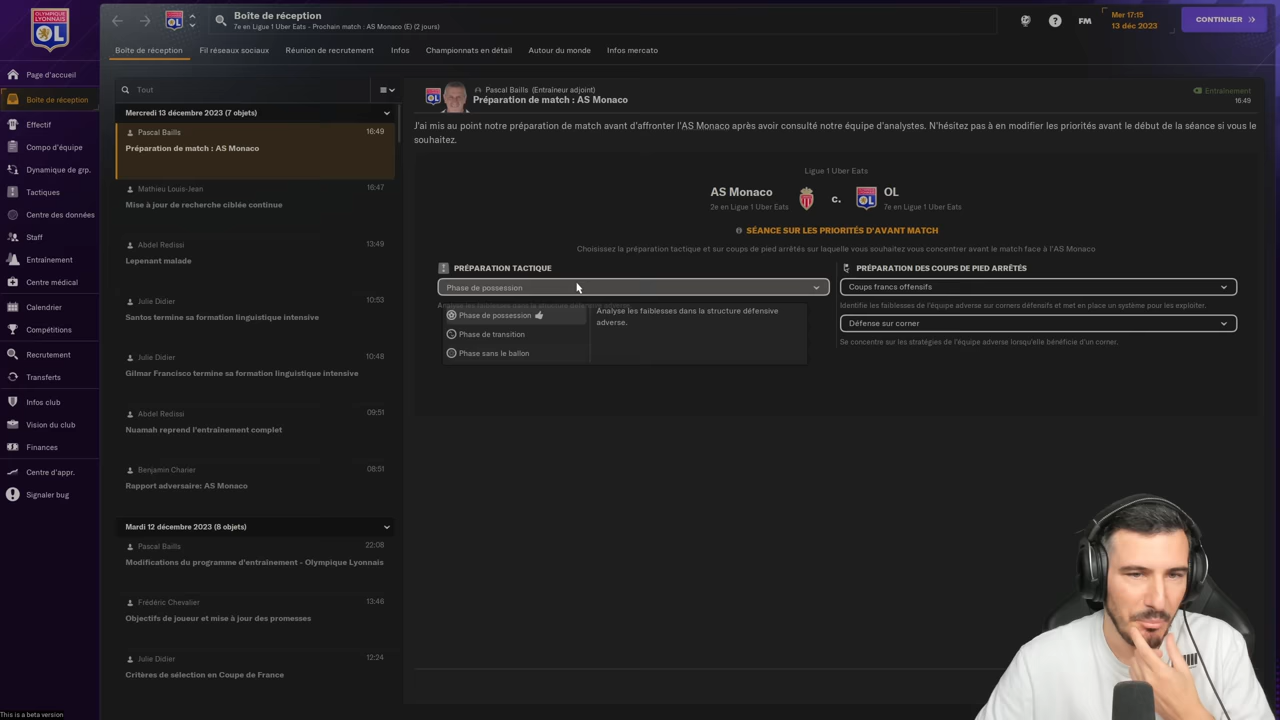 OLYMPIQUE
LYONNAIS
OL
Boîte de réception
7e en Ligue 1 Uber Eats - Prochain match : AS Monaco (E) (2 jours)
FM
Mer 17:15
13 déc 2023
CONTINUER
Boîte de réception
Fil réseaux sociaux
Réunion de recrutement
Infos
Championnats en détail
Autour du monde
Infos mercato
Page d'accueil
Boîte de réception
Effectif
Compo d'équipe
Dynamique de grp.
Tactiques
Centre des données
Staff
Entraînement
Centre médical
Calendrier
Compétitions
Recrutement
Transferts
Infos club
Vision du club
Finances
Centre d'appr.
Signaler bug
This is a beta version
Tout
Mercredi 13 décembre 2023 (7 objets)
Pascal Baills 16:49
Préparation de match : AS Monaco
Mathieu Louis-Jean 16:47
Mise à jour de recherche ciblée continue
Abdel Redissi 13:49
Lepenant malade
Julie Didier 10:53
Santos termine sa formation linguistique intensive
Julie Didier 10:48
Gilmar Francisco termine sa formation linguistique intensive
Abdel Redissi 09:51
Nuamah reprend l'entraînement complet
Benjamin Charier 08:51
Rapport adversaire: AS Monaco
Mardi 12 décembre 2023 (8 objets)
Pascal Baills 22:08
Modifications du programme d'entraînement - Olympique Lyonnais
Frédéric Chevalier 13:46
Objectifs de joueur et mise à jour des promesses
Julie Didier 12:24
Critères de sélection en Coupe de France
Pascal Baills (Entraîneur adjoint)
Préparation de match : AS Monaco
Entraînement
16:49
J'ai mis au point notre préparation de match avant d'affronter l'AS Monaco après avoir consulté notre équipe d'analystes. N'hésitez pas à en modifier les priorités avant le début de la séance si vous le
souhaitez.
Ligue 1 Uber Eats
AS Monaco
2e en Ligue 1 Uber Eats
c.
OL
7e en Ligue 1 Uber Eats
SÉANCE SUR LES PRIORITÉS D'AVANT MATCH
Choisissez la préparation tactique et sur coups de pied arrêtés sur laquelle vous souhaitez vous concentrer avant le match face à l'AS Monaco
PRÉPARATION TACTIQUE
Phase de possession
Analyse les faiblesses dans la structure défensive adverse.
Phase de possession
Phase de transition
Phase sans le ballon
Analyse les faiblesses dans la structure défensive
adverse.
PRÉPARATION DES COUPS DE PIED ARRÊTÉS
Coups francs offensifs
Identifie les faiblesses de l'équipe adverse sur corners défensifs et met en place un système pour les exploiter.
Défense sur corner
Se concentre sur les stratégies de l'équipe adverse lorsqu'elle bénéficie d'un corner.